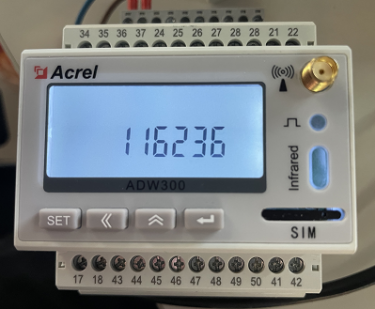 34 35 36 37 24 25 26 27 28 28 21 22
Acrel
116236
ADW300
Infrared
SET
SIM
17 18 43 44 45 46 47 48 49 50 41 42